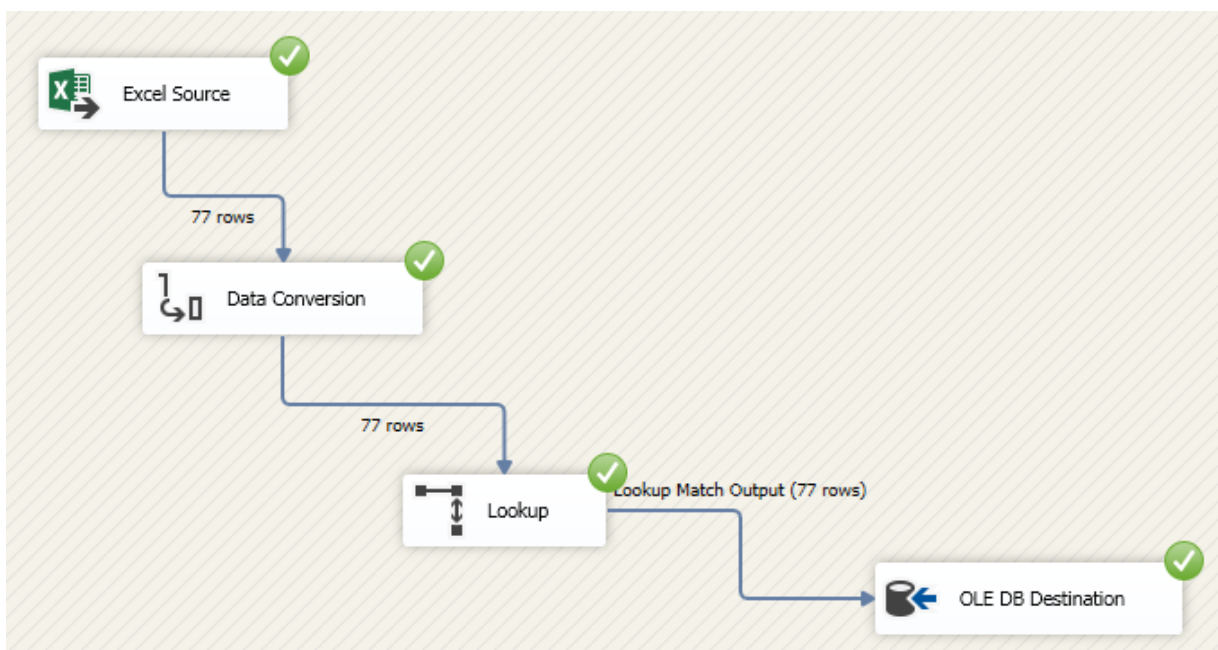 Excel Source
77 rows
Data Conversion
77 rows
Lookup
Lookup Match Output (77 rows)
OLE DB Destination